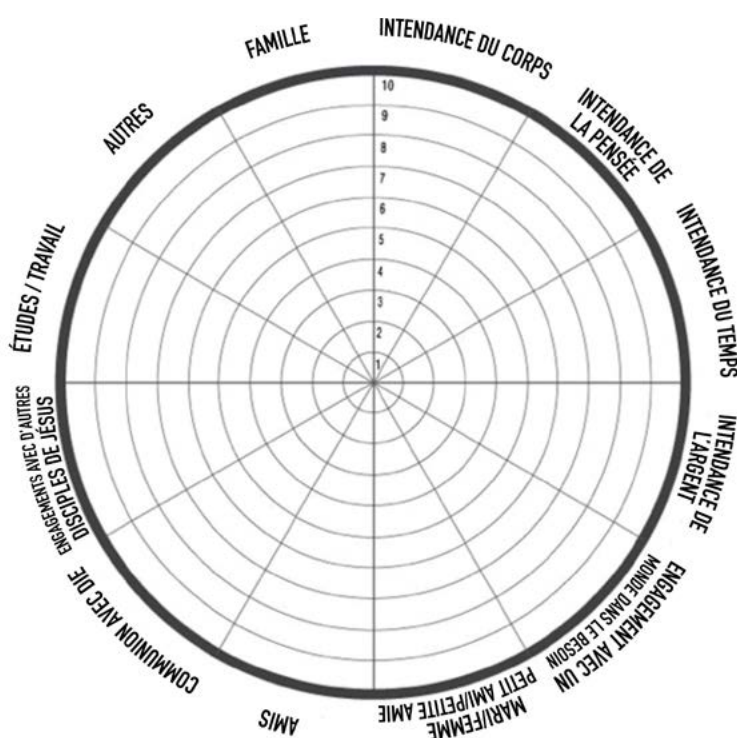 FAMILLE
INTENDANCE DU CORPS
INTENDANCE DE
LA PENSÉE
INTENDANCE DU TEMPS
INTENDANCE DE
L'ARGENT
ENGAGEMENT AVEC UN
MONDE DANS LE BESOIN
MARI/FEMME
PETIT AMI/PETITE AMIE
AMIS
COMMUNION AVEC DIE
ENGAGEMENTS AVEC D'AUTRES
DISCIPLES DE JÉSUS
ÉTUDES / TRAVAIL
AUTRES
10
9
8
7
6
5
4
3
2
1